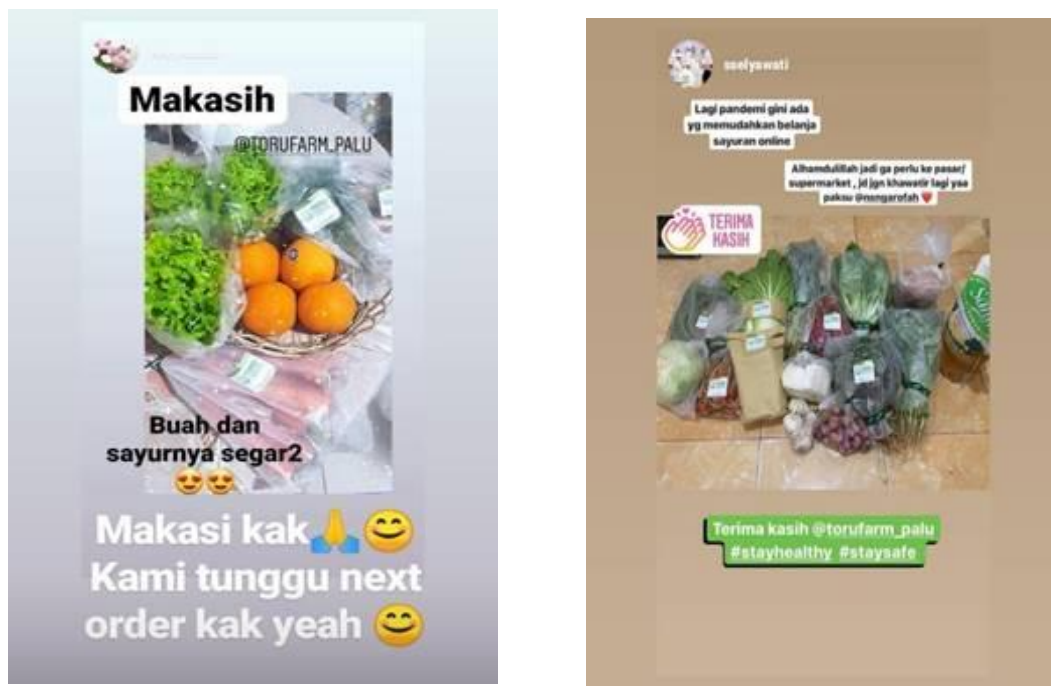 Makasih
@TORUFARM_PALU
Buah dan
sayurnya segar2
😍😍
Makasi kak🙏😊
Kami tunggu next
order kak yeah 😊
sselyawati
Lagi pandemi gini ada
yg memudahkan belanja
sayuran online
Alhamdulillah jadi ga perlu ke pasar/
supermarket , jd jgn khawatir lagi yaa
paksu @nsngarofah ❤️
TERIMA
KASIH
Terima kasih @torufarm_palu
#stayhealthy #staysafe